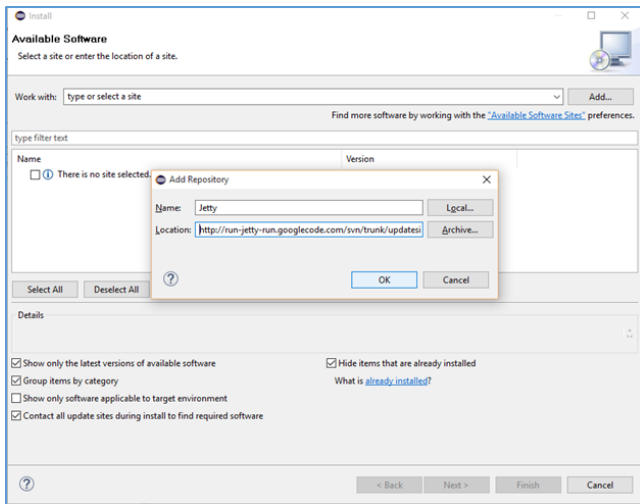 Install
Available Software
Select a site or enter the location of a site.
Work with: type or select a site Add...
Find more software by working with the "Available Software Sites" preferences.
type filter text
Name Version
There is no site selected.
Add Repository
Name: Jetty Local...
Location: http://run-jetty-run.googlecode.com/svn/trunk/updatesi Archive...
OK Cancel
Select All Deselect All
Details
Show only the latest versions of available software Hide items that are already installed
Group items by category What is already installed?
Show only software applicable to target environment
Contact all update sites during install to find required software
< Back Next > Finish Cancel